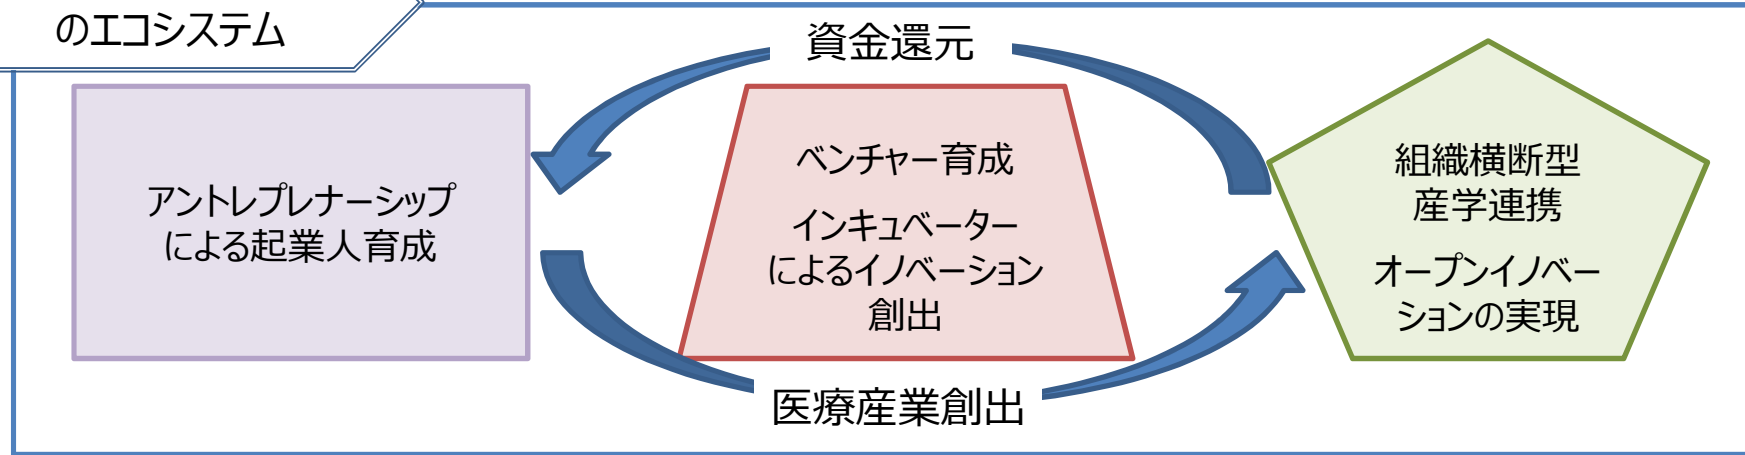 のエコシステム
資金還元
アントレプレナーシップ
による起業人育成
ベンチャー育成
インキュベーター
によるイノベーション
創出
組織横断型
産学連携
オープンイノベー
ションの実現
医療産業創出